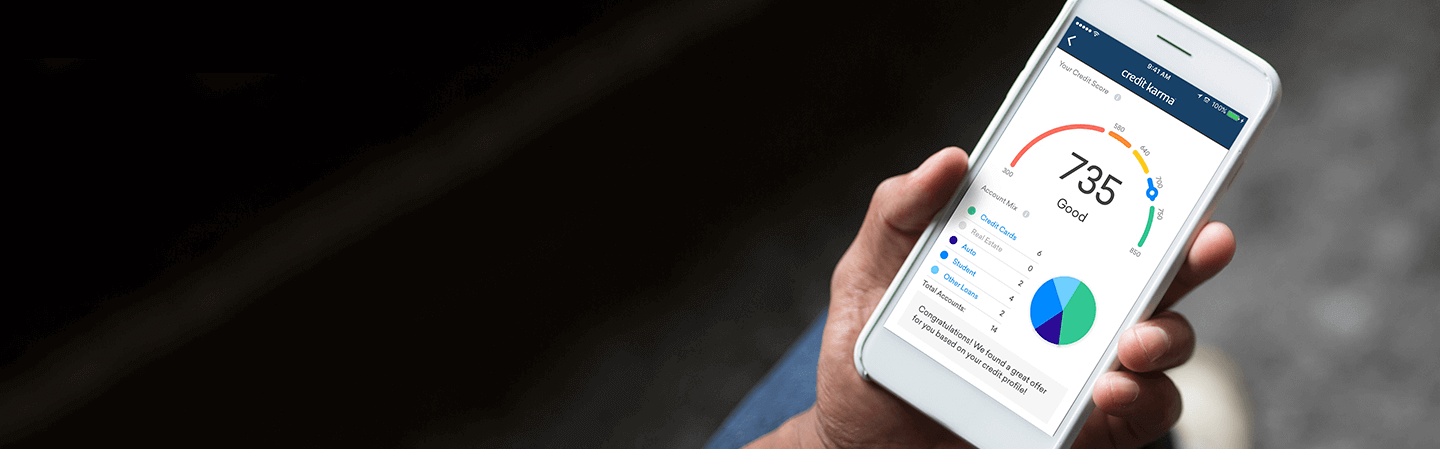 9:41 AM
100%
credit karma
Your Credit Score
300
580
640
700
750
850
735
Good
Account Mix
Credit Cards 6
Real Estate 0
Auto 2
Student 4
Other Loans 2
Total Accounts: 14
Congratulations! We found a great offer
for you based on your credit profile!